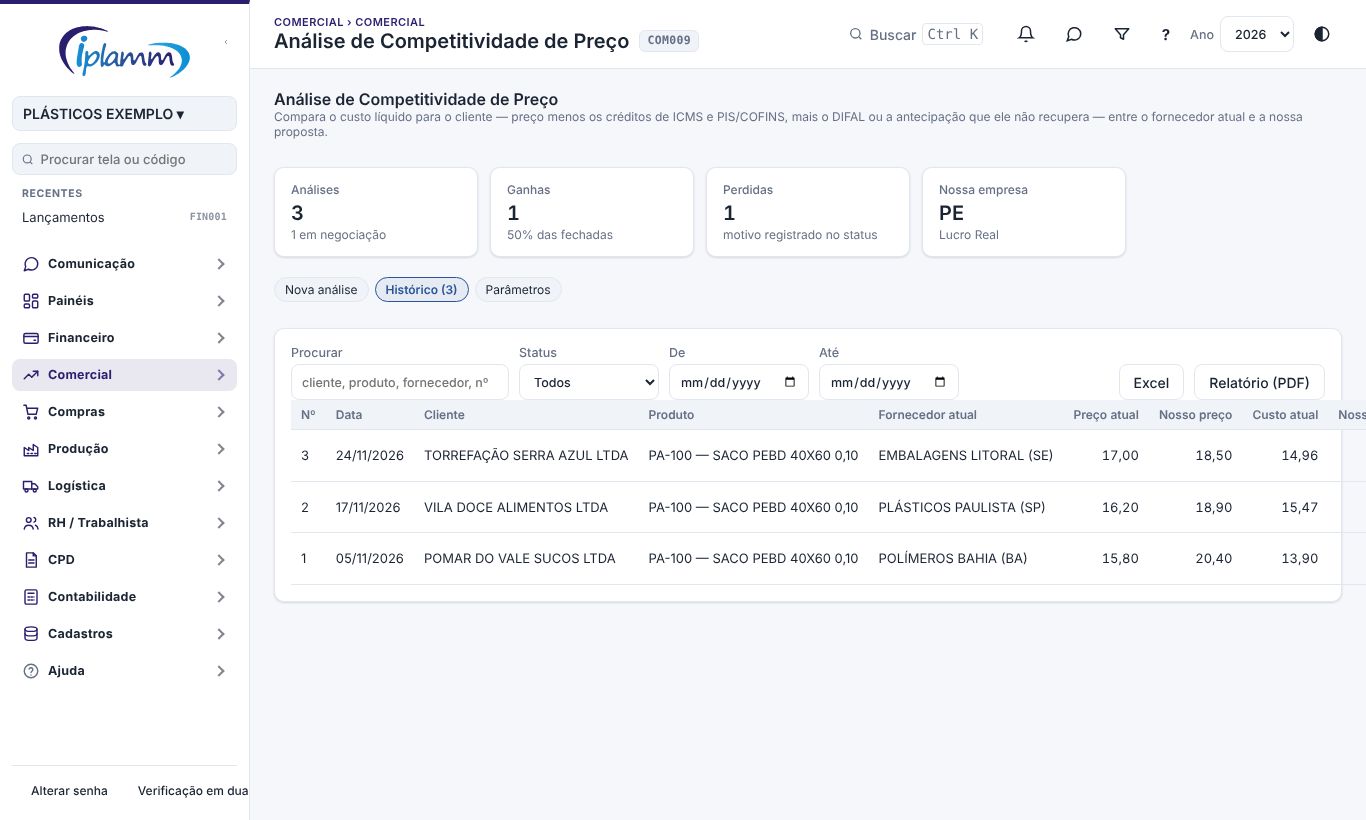 COMERCIAL › COMERCIAL
Análise de Competitividade de Preço COM009
Buscar Ctrl K
? Ano 2026
iplamm
PLÁSTICOS EXEMPLO ▾
Procurar tela ou código
RECENTES
Lançamentos FIN001
Comunicação
Painéis
Financeiro
Comercial
Compras
Produção
Logística
RH / Trabalhista
CPD
Contabilidade
Cadastros
Ajuda
Alterar senha Verificação em dua
Análise de Competitividade de Preço
Compara o custo líquido para o cliente — preço menos os créditos de ICMS e PIS/COFINS, mais o DIFAL ou a antecipação que ele não recupera — entre o fornecedor atual e a nossa
proposta.
Análises
3
1 em negociação
Ganhas
1
50% das fechadas
Perdidas
1
motivo registrado no status
Nossa empresa
PE
Lucro Real
Nova análise Histórico (3) Parâmetros
Procurar Status De Até
cliente, produto, fornecedor, nº Todos mm/dd/yyyy mm/dd/yyyy Excel Relatório (PDF)
Nº Data Cliente Produto Fornecedor atual Preço atual Nosso preço Custo atual Noss
3 24/11/2026 TORREFAÇÃO SERRA AZUL LTDA PA-100 — SACO PEBD 40X60 0,10 EMBALAGENS LITORAL (SE) 17,00 18,50 14,96
2 17/11/2026 VILA DOCE ALIMENTOS LTDA PA-100 — SACO PEBD 40X60 0,10 PLÁSTICOS PAULISTA (SP) 16,20 18,90 15,47
1 05/11/2026 POMAR DO VALE SUCOS LTDA PA-100 — SACO PEBD 40X60 0,10 POLÍMEROS BAHIA (BA) 15,80 20,40 13,90